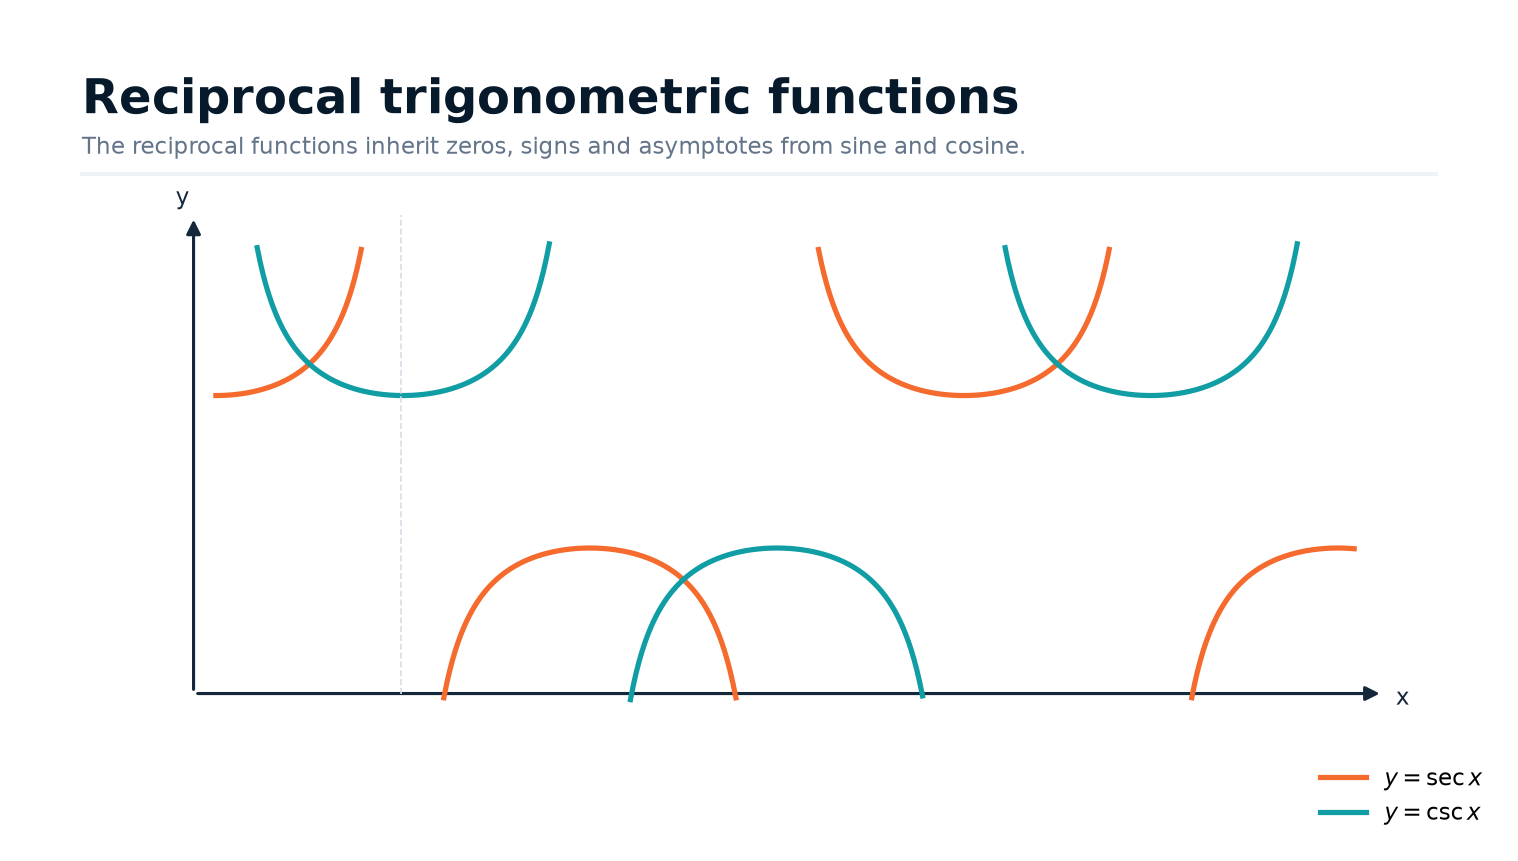 Reciprocal trigonometric functions
The reciprocal functions inherit zeros, signs and asymptotes from sine and cosine.
y
x
y = sec x
y = csc x